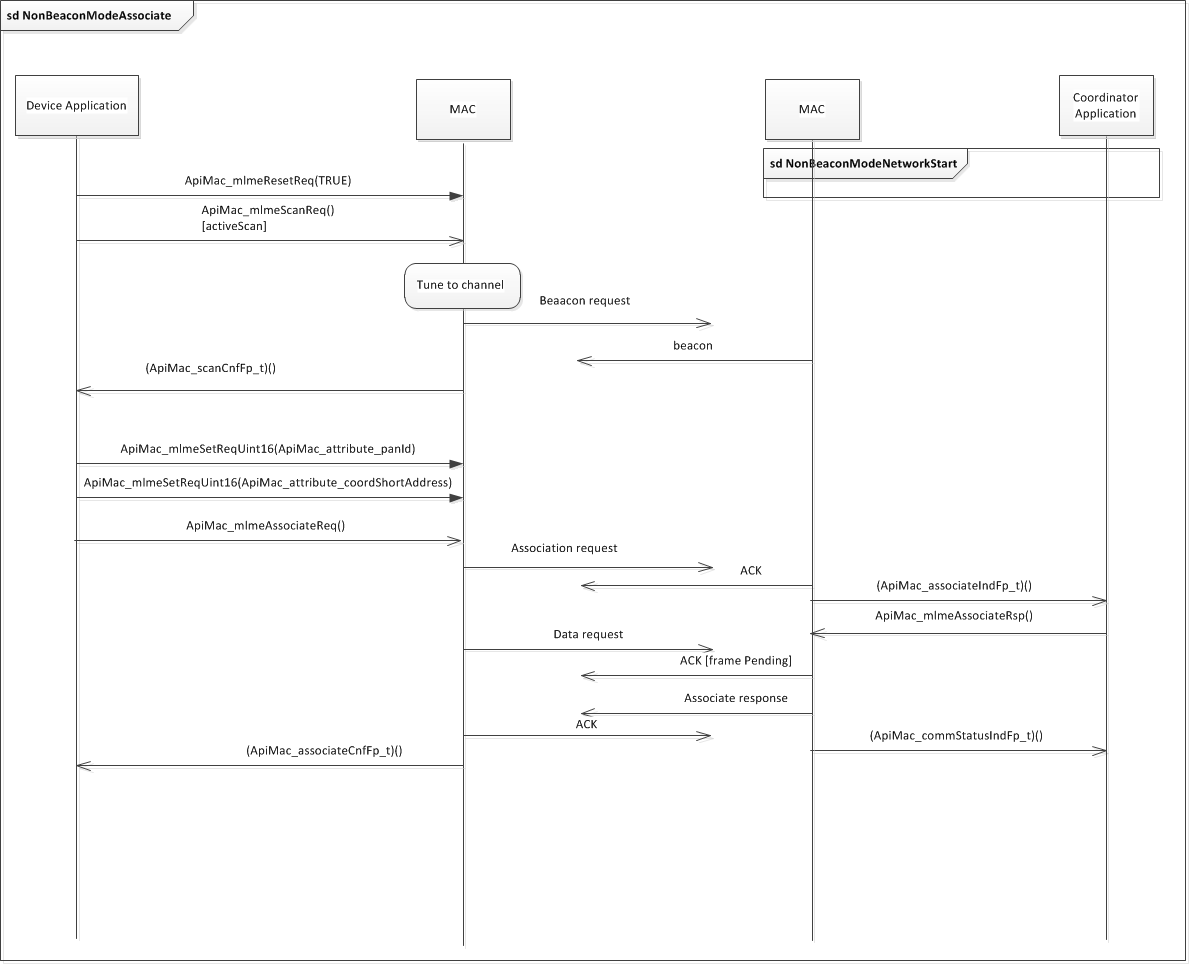 sd NonBeaconModeAssociate
Device Application
MAC
MAC
Coordinator
Application
sd NonBeaconModeNetworkStart
ApiMac_mlmeResetReq(TRUE)
ApiMac_mlmeScanReq()
[activeScan]
Tune to channel
Beaacon request
beacon
(ApiMac_scanCnfFp_t)()
ApiMac_mlmeSetReqUint16(ApiMac_attribute_panId)
ApiMac_mlmeSetReqUint16(ApiMac_attribute_coordShortAddress)
ApiMac_mlmeAssociateReq()
Association request
ACK
(ApiMac_associateIndFp_t)()
ApiMac_mlmeAssociateRsp()
Data request
ACK [frame Pending]
Associate response
ACK
(ApiMac_commStatusIndFp_t)()
(ApiMac_associateCnfFp_t)()